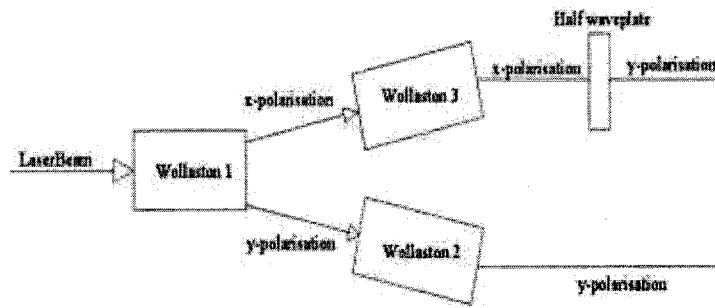 Half waveplate
x-polarisation
y-polarisation
Wollaston 3
x-polarisation
LaserBeam
Wollaston 1
y-polarisation
Wollaston 2
y-polarisation